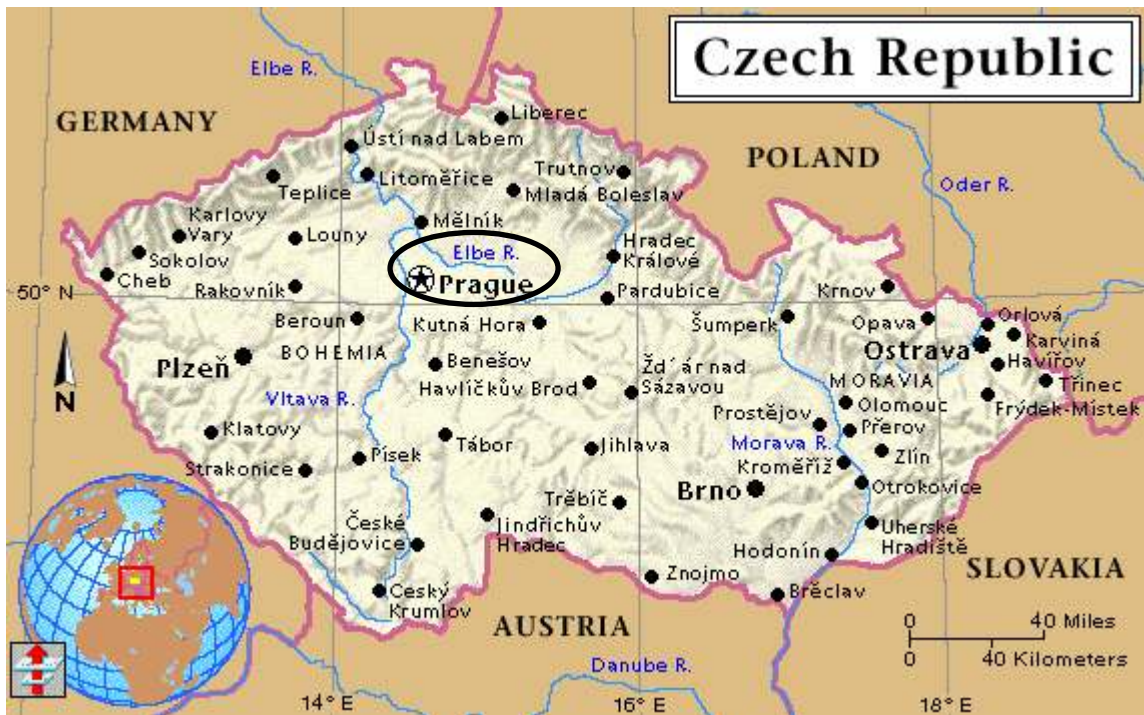 Czech Republic
Elbe R.
GERMANY
Liberec
Ústí nad Labem
POLAND
Trutnov
Teplice
Litoměřice
Mladá Boleslav
Oder R.
Karlovy
Vary
Mělník
Louny
Sokolov
Elbe R.
Hradec
Králové
Cheb
Prague
50° N
Rakovník
Pardubice
Krnov
Beroun
Kutná Hora
Šumperk
Opava
Orlová
Karviná
Ostrava
Havířov
BOHEMIA
Plzeň
Benešov
Žd´ár nad
Sázavou
Havlíčkův Brod
MORAVIA
Třinec
N
Vltava R.
Olomouc
Frýdek-Místek
Prostějov
Přerov
Klatovy
Tábor
Jihlava
Morava R.
Zlín
Písek
Strakonice
Kroměříž
Brno
Otrokovice
Trěbíč
České
Budějovice
Jindřichův
Hradec
Uherské
Hradiště
Hodonín
Znojmo
SLOVAKIA
Český
Krumlov
Brěclav
AUSTRIA
0 40 Miles
0 40 Kilometers
Danube R.
14° E
16° E
18° E